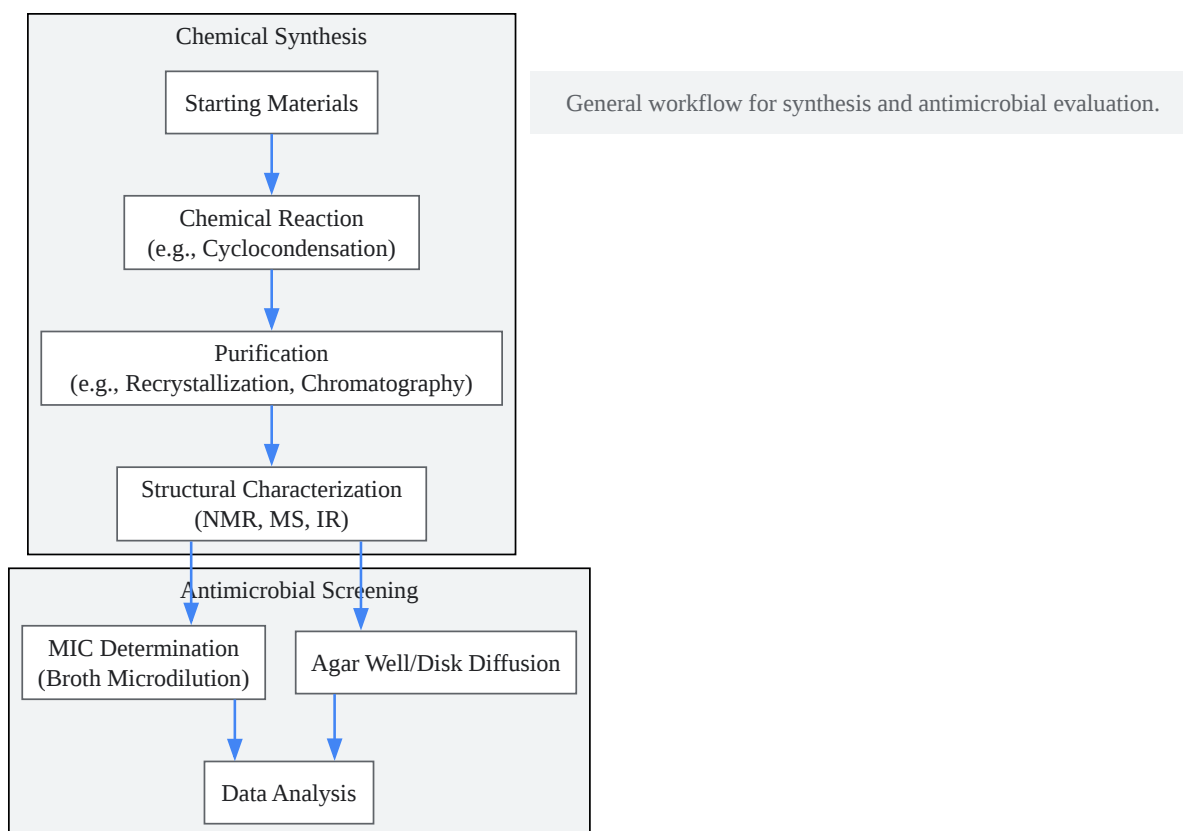 Chemical Synthesis
Starting Materials
General workflow for synthesis and antimicrobial evaluation.
Chemical Reaction
(e.g., Cyclocondensation)
Purification
(e.g., Recrystallization, Chromatography)
Structural Characterization
(NMR, MS, IR)
Antimicrobial Screening
MIC Determination
(Broth Microdilution)
Agar Well/Disk Diffusion
Data Analysis